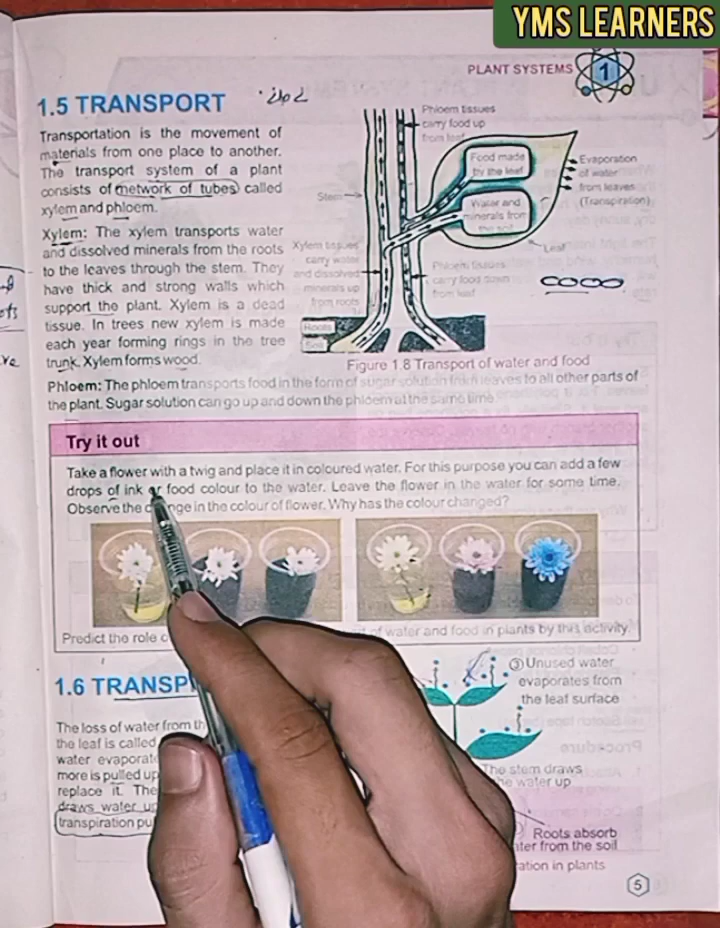 YMS LEARNERS
PLANT SYSTEMS 1
1.5 TRANSPORT
Transportation is the movement of
materials from one place to another.
The transport system of a plant
consists of network of tubes called
xylem and phloem.
Xylem: The xylem transports water
and dissolved minerals from the roots
to the leaves through the stem. They
have thick and strong walls which
support the plant. Xylem is a dead
tissue. In trees new xylem is made
each year forming rings in the tree
trunk. Xylem forms wood.
Phloem tissues
carry food up
from leaf
Food made
by the leaf
Water and
minerals from
the soil
Evaporation
of water
from leaves
(Transpiration)
Stem
Leaf
Xylem tissues
carry water
and dissolved
minerals up
from roots
Phloem tissues
carry food down
from leaf
Roots
Soil
Figure 1.8 Transport of water and food
Phloem: The phloem transports food in the form of sugar solution from leaves to all other parts of
the plant. Sugar solution can go up and down the phloem at the same time
Try it out
Take a flower with a twig and place it in coloured water. For this purpose you can add a few
drops of ink or food colour to the water. Leave the flower in the water for some time.
Observe the change in the colour of flower. Why has the colour changed?
Predict the role of water and food in plants by this activity.
1.6 TRANSP
The loss of water from th
the leaf is called
water evaporat
more is pulled up
replace it. The
draws water up
transpiration pu
③ Unused water
evaporates from
the leaf surface
The stem draws
the water up
Roots absorb
water from the soil
ration in plants
5